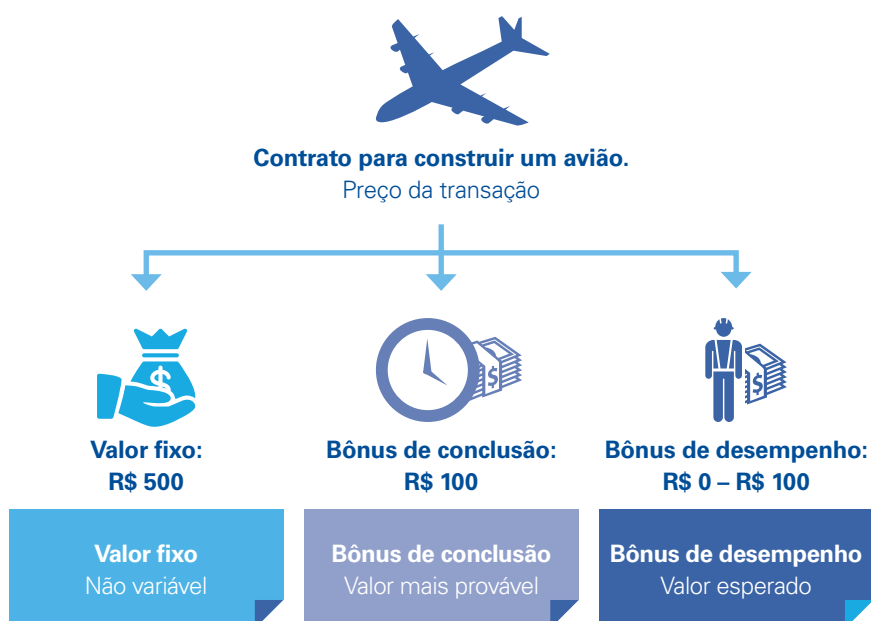 Contrato para construir um avião.
Preço da transação
$
Valor fixo:
R$ 500
$
Bônus de conclusão:
R$ 100
$
Bônus de desempenho:
R$ 0 – R$ 100
Valor fixo
Não variável
Bônus de conclusão
Valor mais provável
Bônus de desempenho
Valor esperado